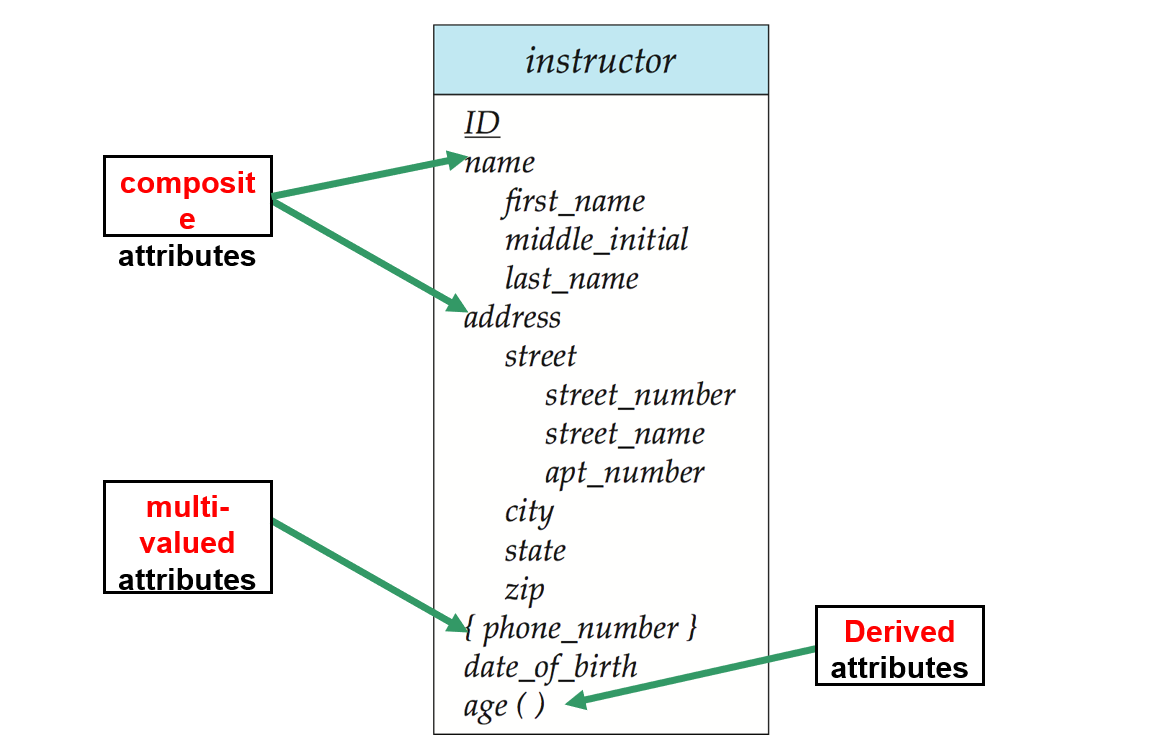 instructor
ID
name
first_name
middle_initial
last_name
address
street
street_number
street_name
apt_number
city
state
zip
{ phone_number }
date_of_birth
age ( )
composit
e
attributes
multi-
valued
attributes
Derived
attributes